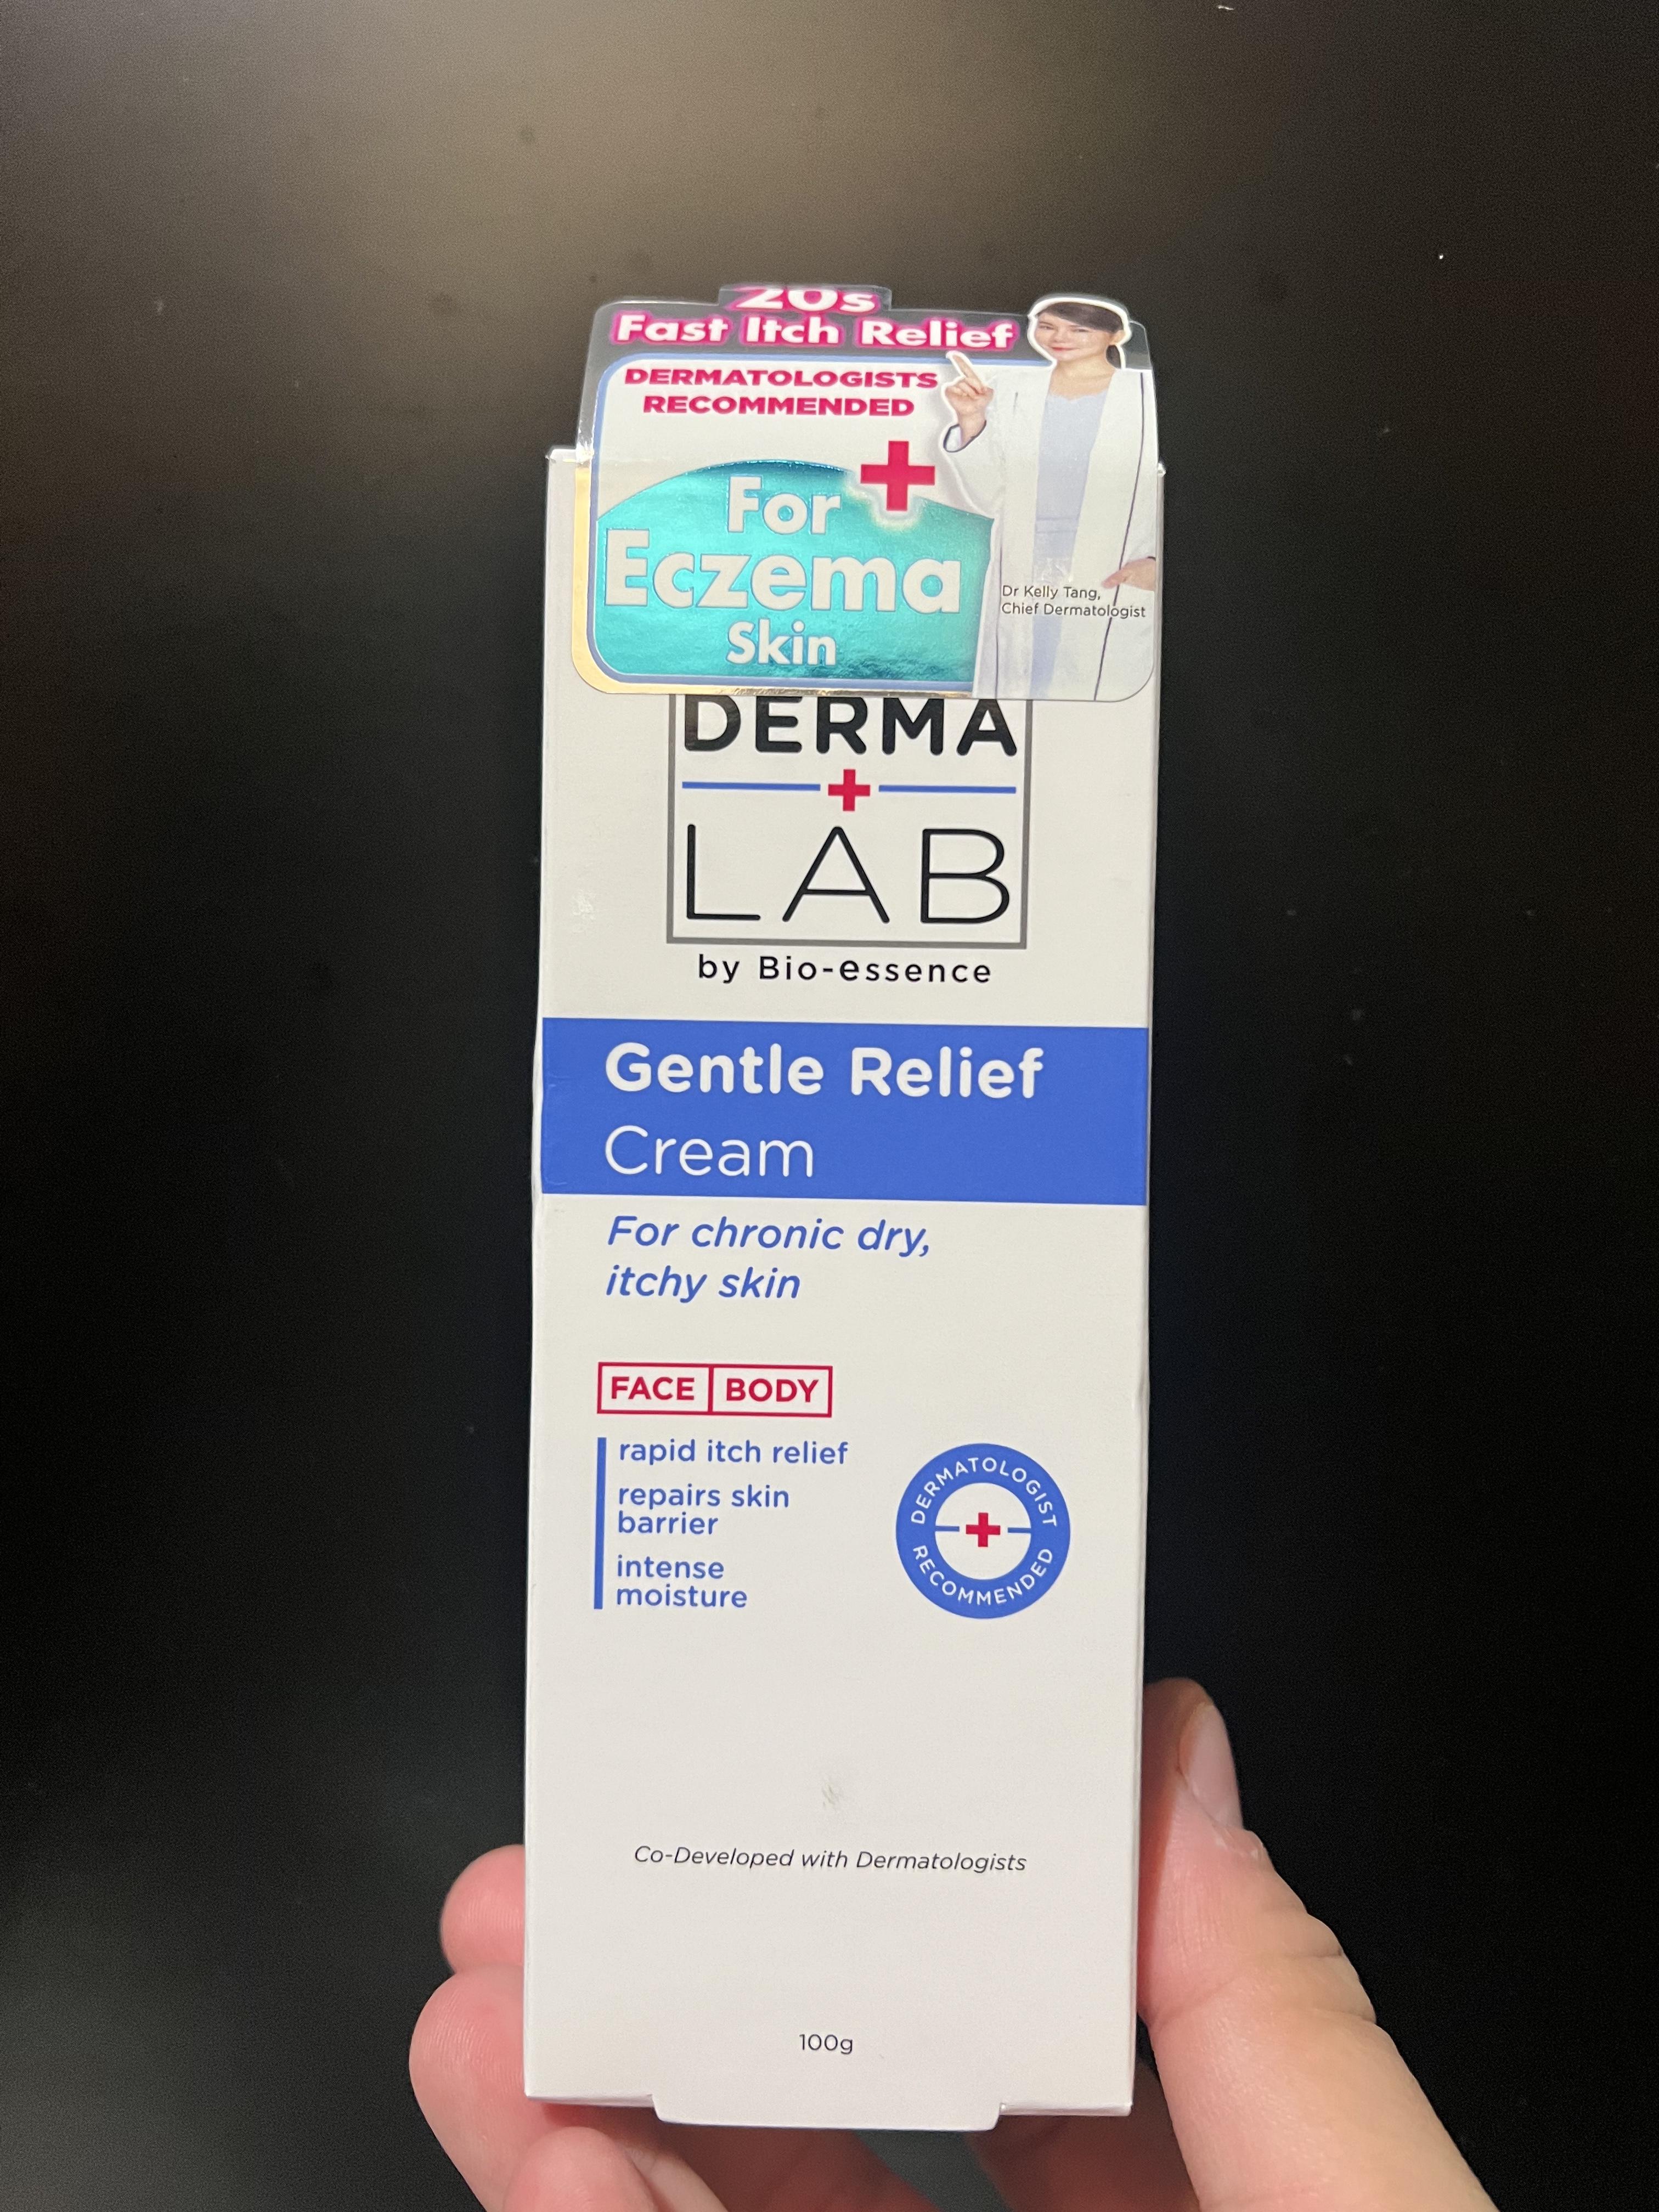 20s
Fast Itch Relief
DERMATOLOGISTS
RECOMMENDED
For
Eczema
Skin
Dr Kelly Tang,
Chief Dermatologist
DERMA
LAB
by Bio-essence
Gentle Relief
Cream
For chronic dry,
itchy skin
FACE BODY
rapid itch relief
repairs skin
barrier
intense
moisture
DERMATOLOGIST
RECOMMENDED
Co-Developed with Dermatologists
100g